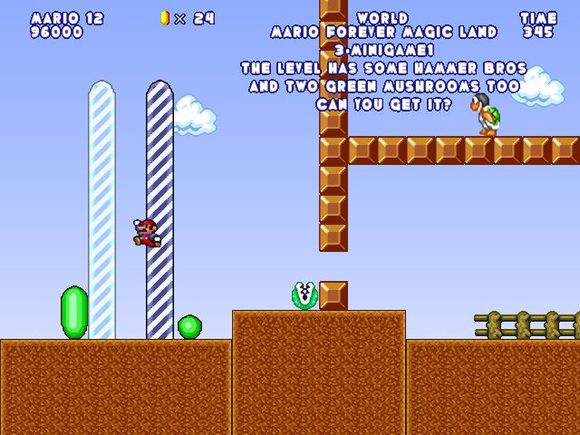 MARIO 12
96000
× 24
WORLD
MARIO FOREVER MAGIC LAND
3-MINIGAME1
THE LEVEL HAS SOME HAMMER BROS
AND TWO GREEN MUSHROOMS TOO
CAN YOU GET IT?
TIME
345